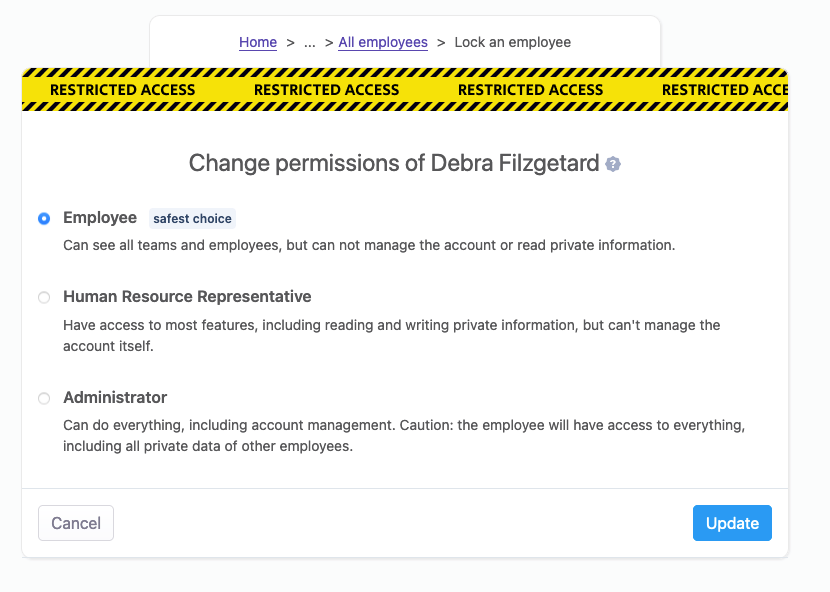 Home > ... > All employees > Lock an employee
RESTRICTED ACCESS RESTRICTED ACCESS RESTRICTED ACCESS RESTRICTED ACCE
Change permissions of Debra Filzgetard ?
Employee safest choice
Can see all teams and employees, but can not manage the account or read private information.
Human Resource Representative
Have access to most features, including reading and writing private information, but can't manage the
account itself.
Administrator
Can do everything, including account management. Caution: the employee will have access to everything,
including all private data of other employees.
Cancel Update